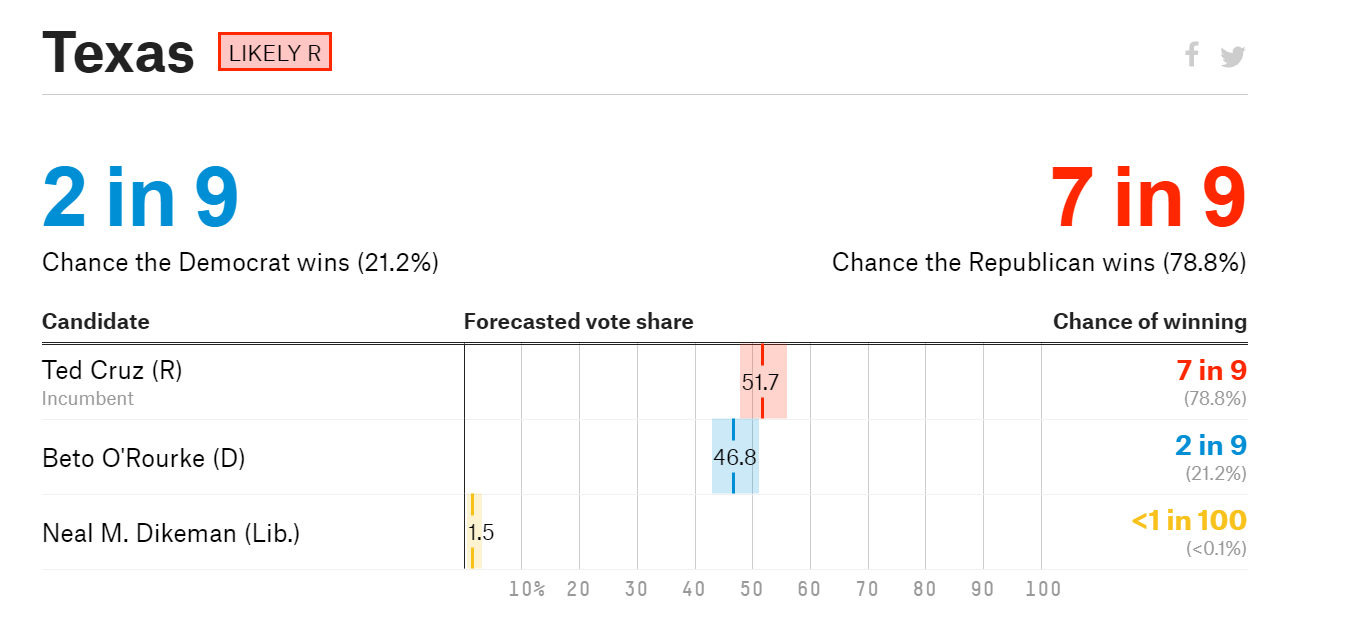 Texas LIKELY R
2 in 9 7 in 9
Chance the Democrat wins (21.2%) Chance the Republican wins (78.8%)
Candidate Forecasted vote share Chance of winning
Ted Cruz (R) 51.7 7 in 9
Incumbent (78.8%)
Beto O'Rourke (D) 46.8 2 in 9
(21.2%)
Neal M. Dikeman (Lib.) 1.5 <1 in 100
(<0.1%)
10% 20 30 40 50 60 70 80 90 100